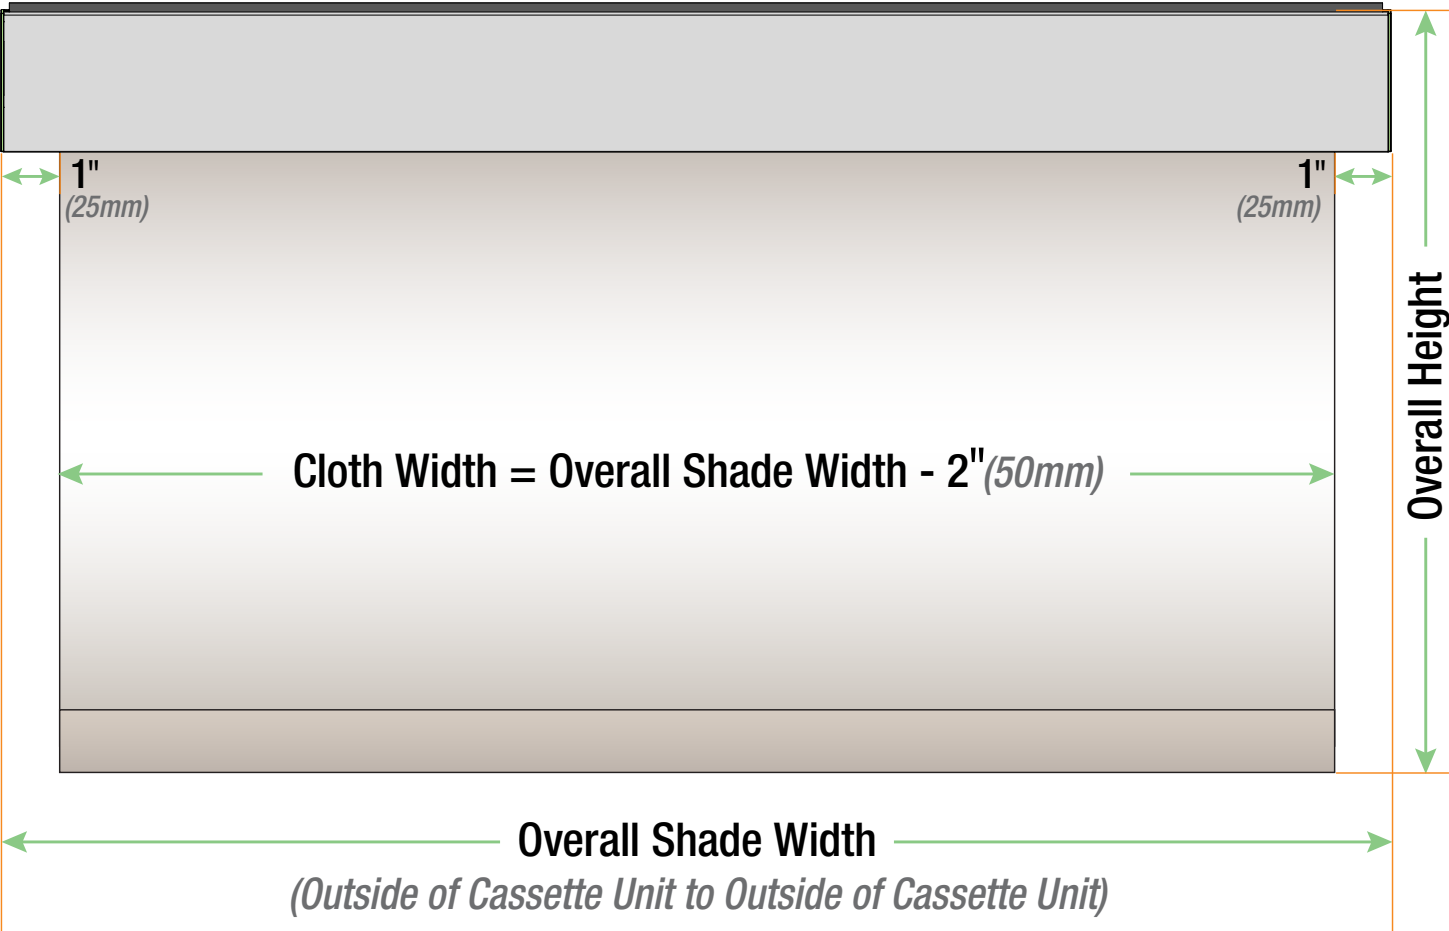 1"
(25mm)
1"
(25mm)
Overall Height
Cloth Width = Overall Shade Width - 2"(50mm)
Overall Shade Width
(Outside of Cassette Unit to Outside of Cassette Unit)